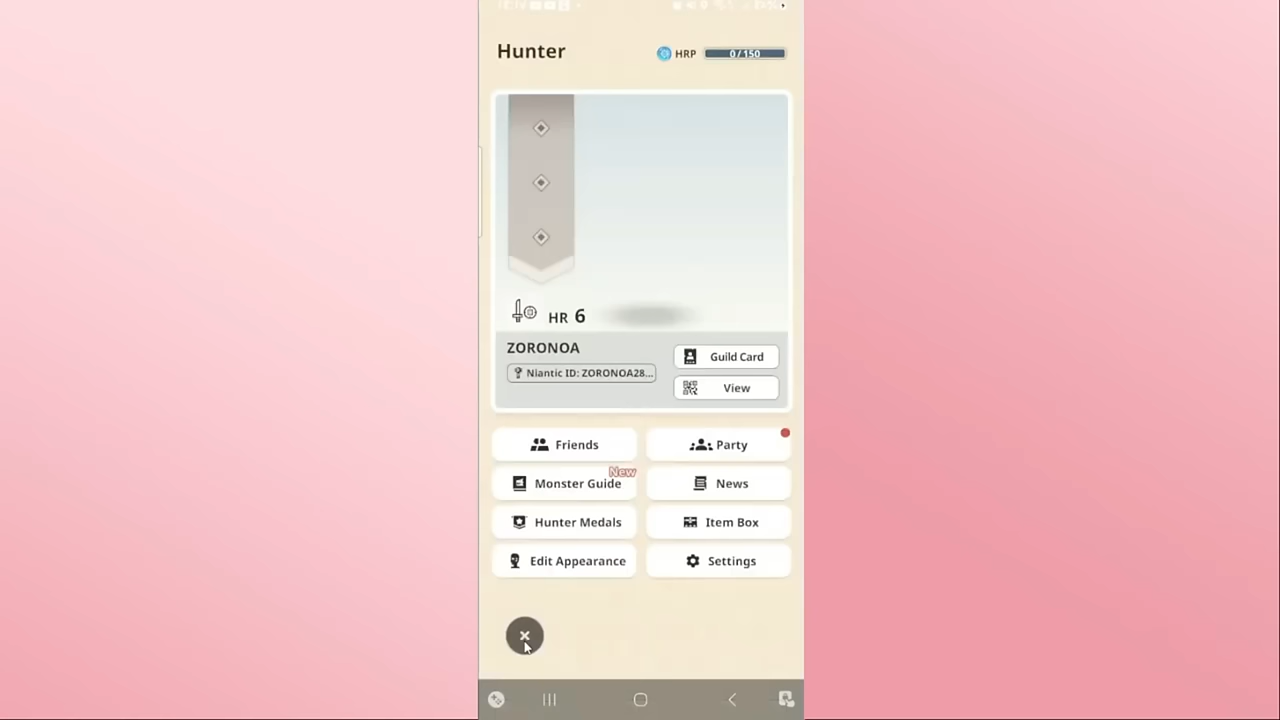 Hunter
HRP 0/150
HR 6
ZORONOA
Niantic ID: ZORONOA28...
Guild Card
View
Friends
Party
New
Monster Guide
News
Hunter Medals
Item Box
Edit Appearance
Settings